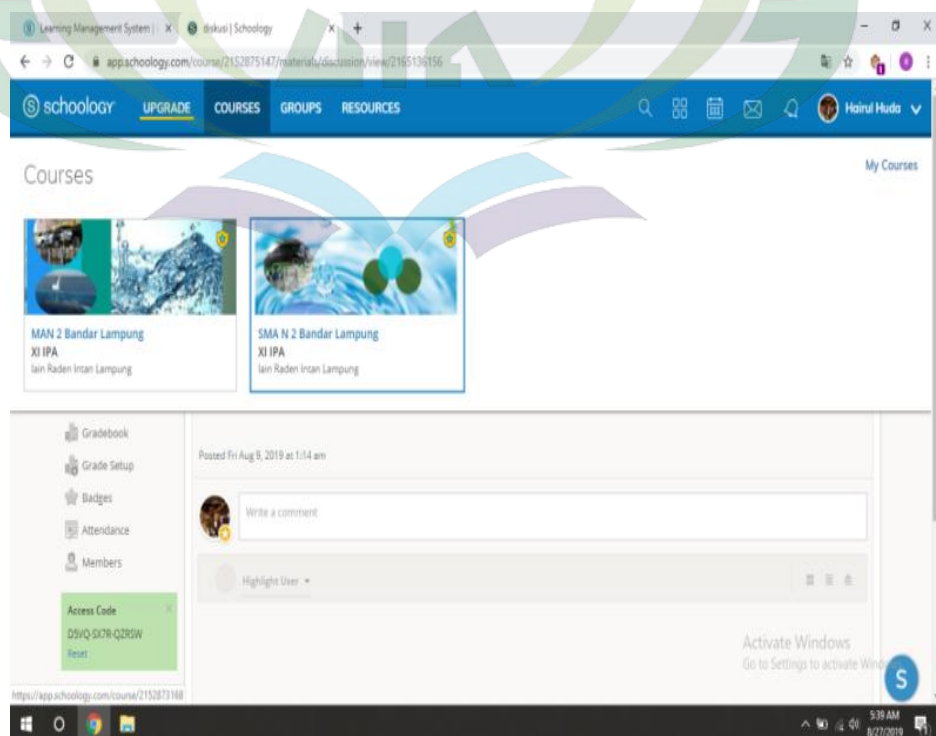 Learning Management System | X
diskusi | Schoology X +
app.schoology.com/course/2152875147/materials/discussion/view/2165136156
schoology UPGRADE COURSES GROUPS RESOURCES Hairul Huda
Courses
My Courses
MAN 2 Bandar Lampung
XI IPA
Iain Raden Intan Lampung
SMA N 2 Bandar Lampung
XI IPA
Iain Raden Intan Lampung
Gradebook
Grade Setup
Badges
Attendance
Members
Access Code
Reset
Posted Fri Aug 9, 2019 at 1:14 am
Write a comment
Highlight User
Activate Windows
Go to Settings to activate
S
https://app.schoology.com/course/2152873168
5:39 AM
8/27/2019